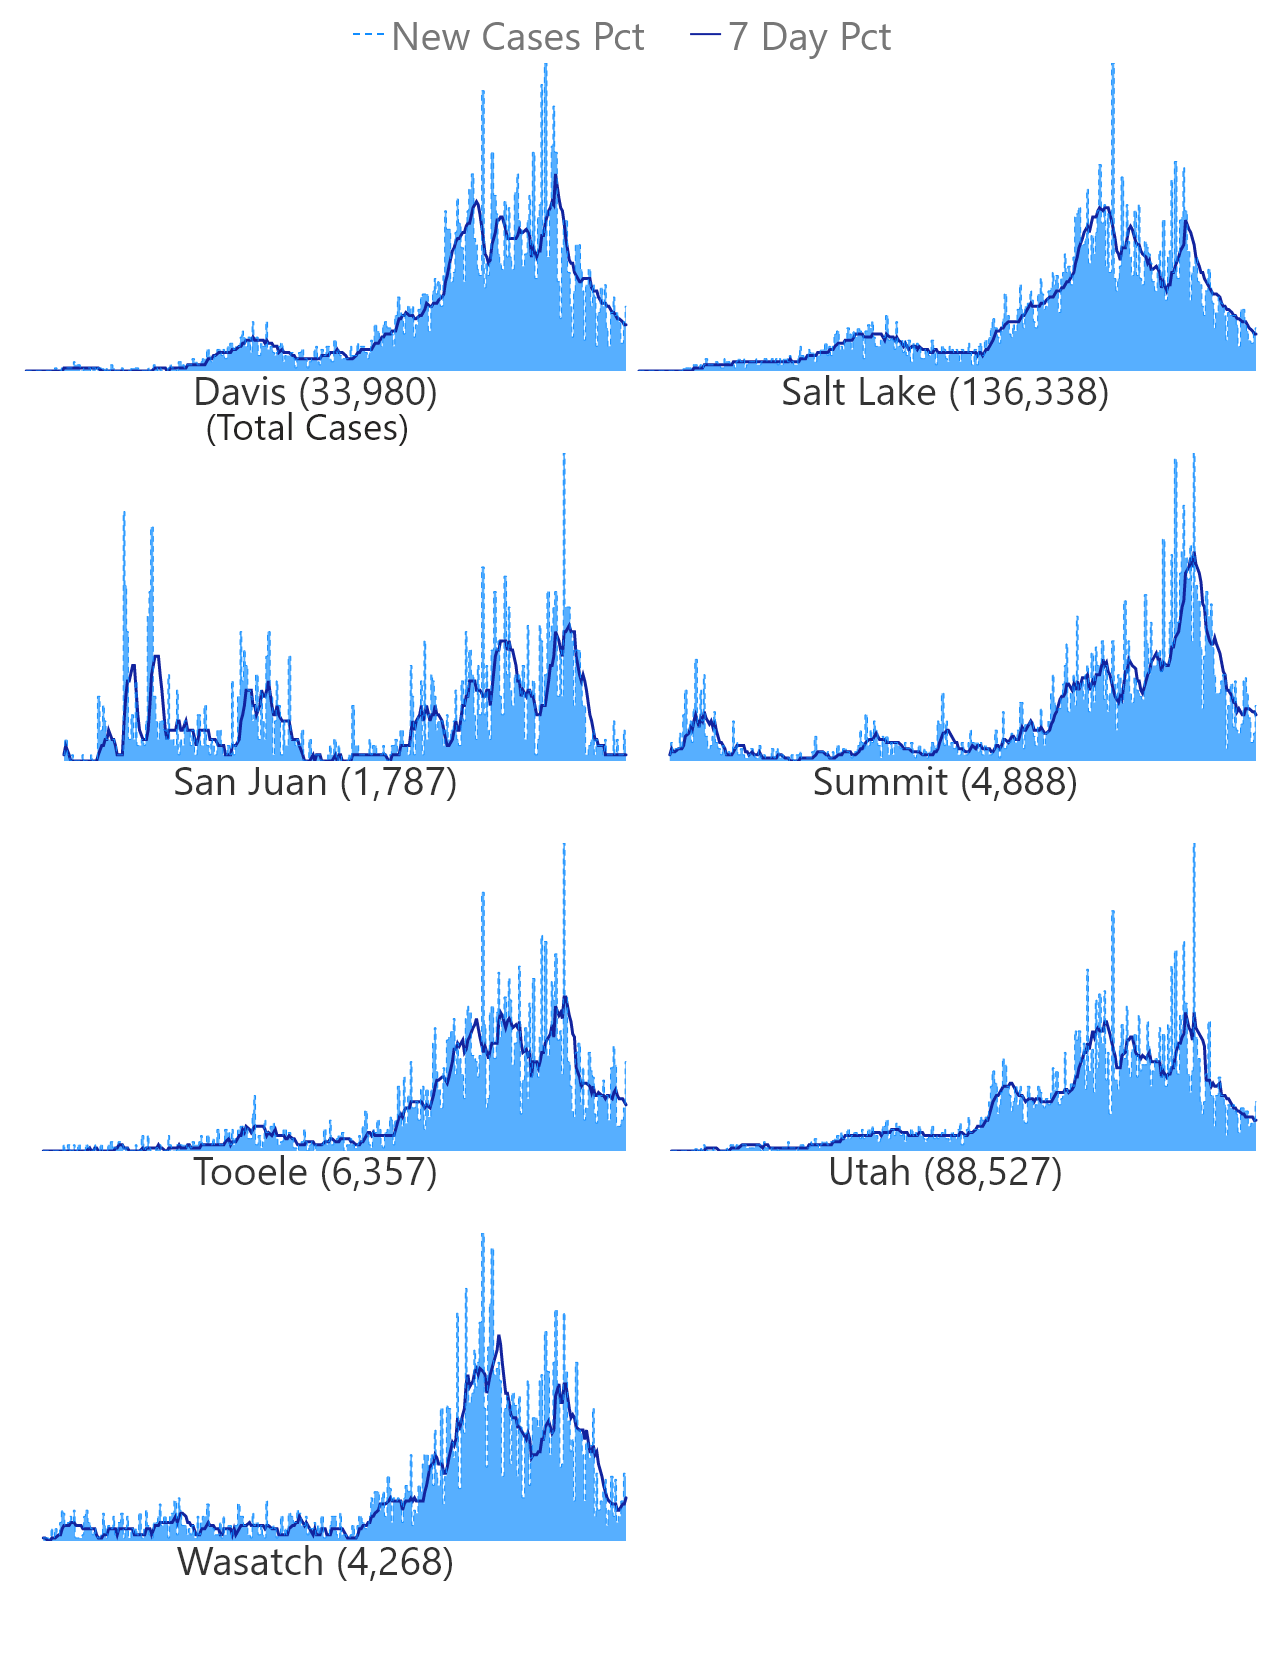 New Cases Pct 7 Day Pct
Davis (33,980) Salt Lake (136,338)
(Total Cases)
San Juan (1,787) Summit (4,888)
Tooele (6,357) Utah (88,527)
Wasatch (4,268)